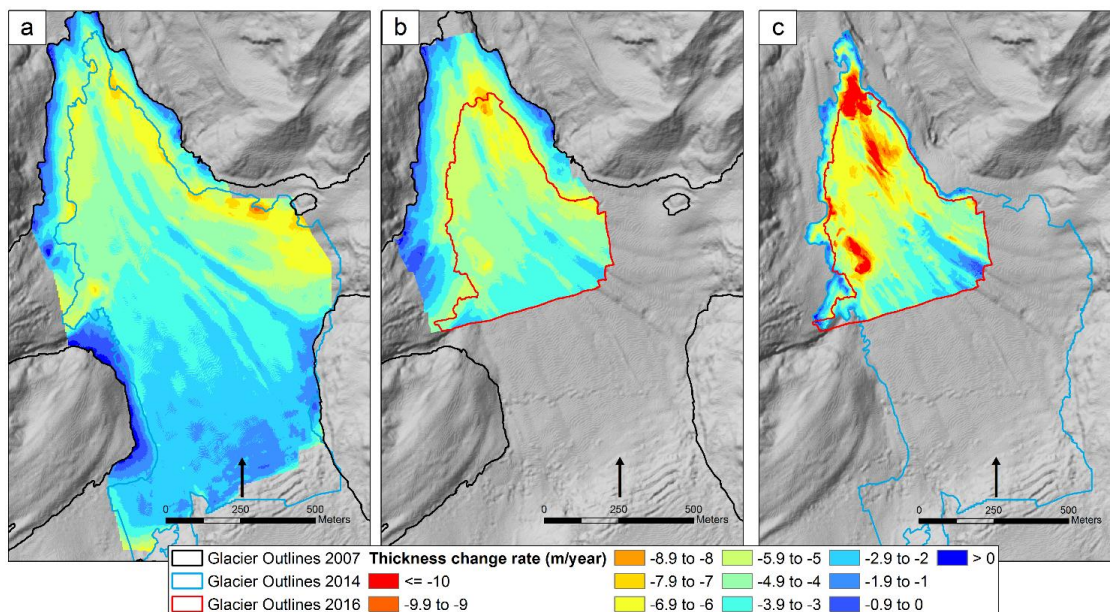 a
b
c
0 250 500
Meters
0 250 500
Meters
0 250 500
Meters
Glacier Outlines 2007
Glacier Outlines 2014
Glacier Outlines 2016
Thickness change rate (m/year)
<= -10
-9.9 to -9
-8.9 to -8
-7.9 to -7
-6.9 to -6
-5.9 to -5
-4.9 to -4
-3.9 to -3
-2.9 to -2
-1.9 to -1
-0.9 to 0
> 0